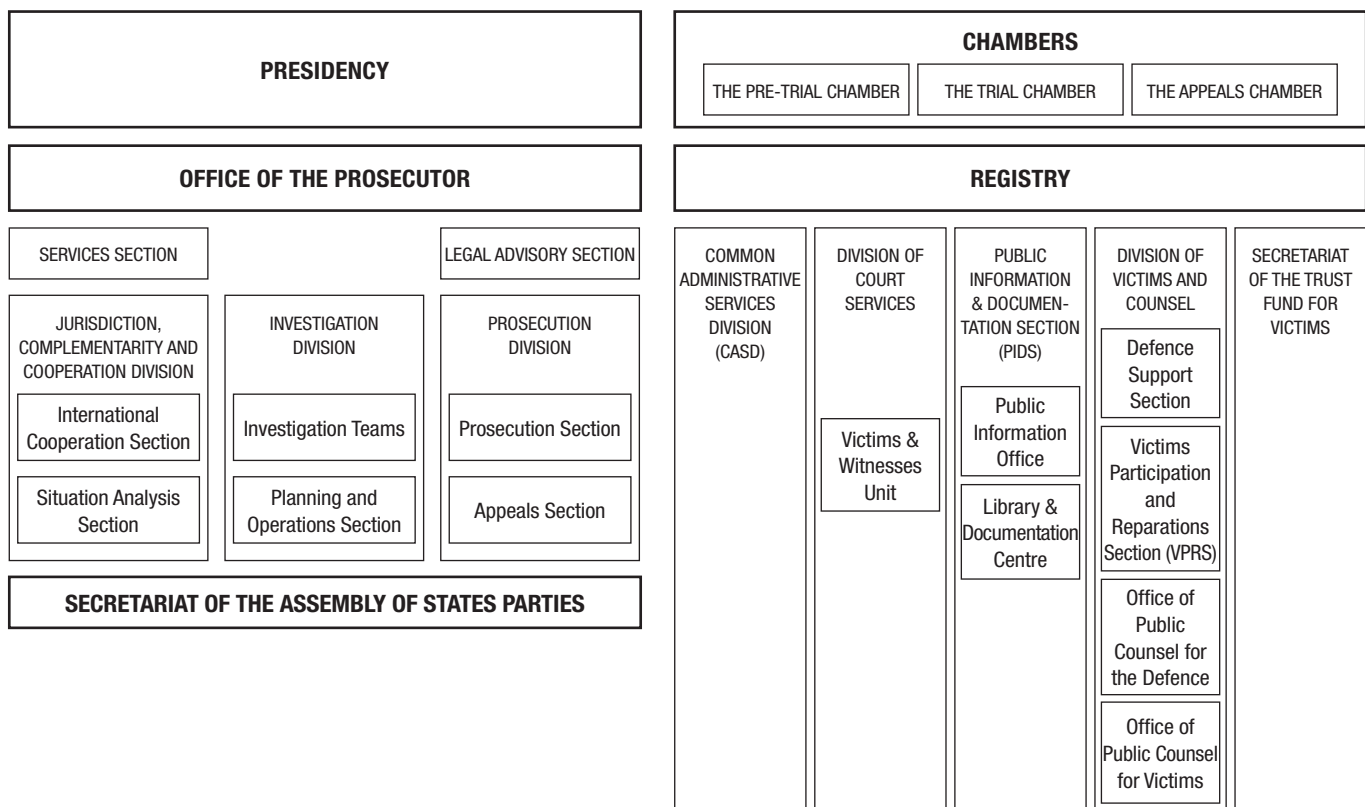 PRESIDENCY
CHAMBERS
THE PRE-TRIAL CHAMBER
THE TRIAL CHAMBER
THE APPEALS CHAMBER
OFFICE OF THE PROSECUTOR
SERVICES SECTION
LEGAL ADVISORY SECTION
JURISDICTION,
COMPLEMENTARITY AND
COOPERATION DIVISION
International
Cooperation Section
Situation Analysis
Section
INVESTIGATION
DIVISION
Investigation Teams
Planning and
Operations Section
PROSECUTION
DIVISION
Prosecution Section
Appeals Section
SECRETARIAT OF THE ASSEMBLY OF STATES PARTIES
REGISTRY
COMMON
ADMINISTRATIVE
SERVICES
DIVISION
(CASD)
DIVISION OF
COURT
SERVICES
Victims &
Witnesses
Unit
PUBLIC
INFORMATION
& DOCUMEN-
TATION SECTION
(PIDS)
Public
Information
Office
Library &
Documentation
Centre
DIVISION OF
VICTIMS AND
COUNSEL
Defence
Support
Section
Victims
Participation
and
Reparations
Section (VPRS)
Office of
Public
Counsel for
the Defence
Office of
Public Counsel
for Victims
SECRETARIAT
OF THE TRUST
FUND FOR
VICTIMS